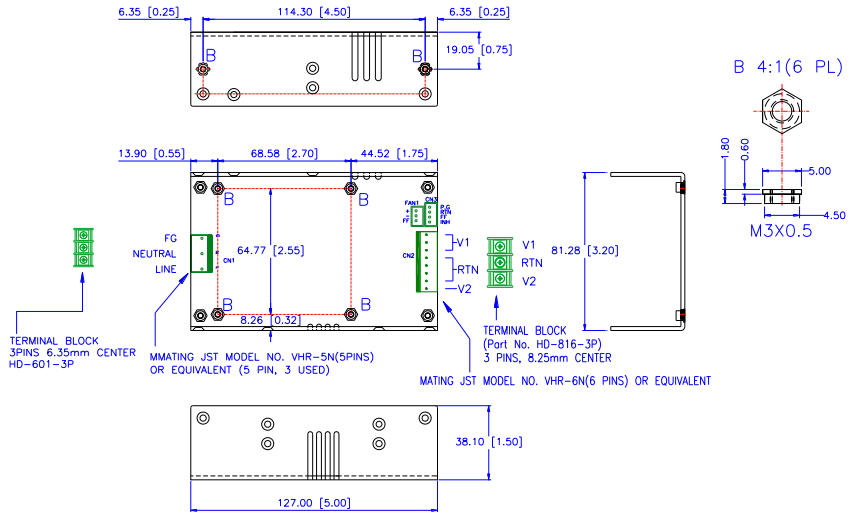 6.35 [0.25]
114.30 [4.50]
6.35 [0.25]
B
B
19.05 [0.75]
B 4:1(6 PL)
1.80
0.60
5.00
4.50
M3X0.5
13.90 [0.55]
68.58 [2.70]
44.52 [1.75]
B
B
FAN1
+
-
FF
CN3
P.G
RTN
FT
INH
FG
NEUTRAL
LINE
CN1
64.77 [2.55]
CN2
V1
RTN
V2
V1
RTN
V2
81.28 [3.20]
B
B
8.26 [0.32]
TERMINAL BLOCK
3PINS 6.35mm CENTER
HD-601-3P
MMATING JST MODEL NO. VHR-5N(5PINS)
OR EQUIVALENT (5 PIN, 3 USED)
TERMINAL BLOCK
(Part No. HD-816-3P)
3 PINS, 8.25mm CENTER
MATING JST MODEL NO. VHR-6N(6 PINS) OR EQUIVALENT
38.10 [1.50]
127.00 [5.00]